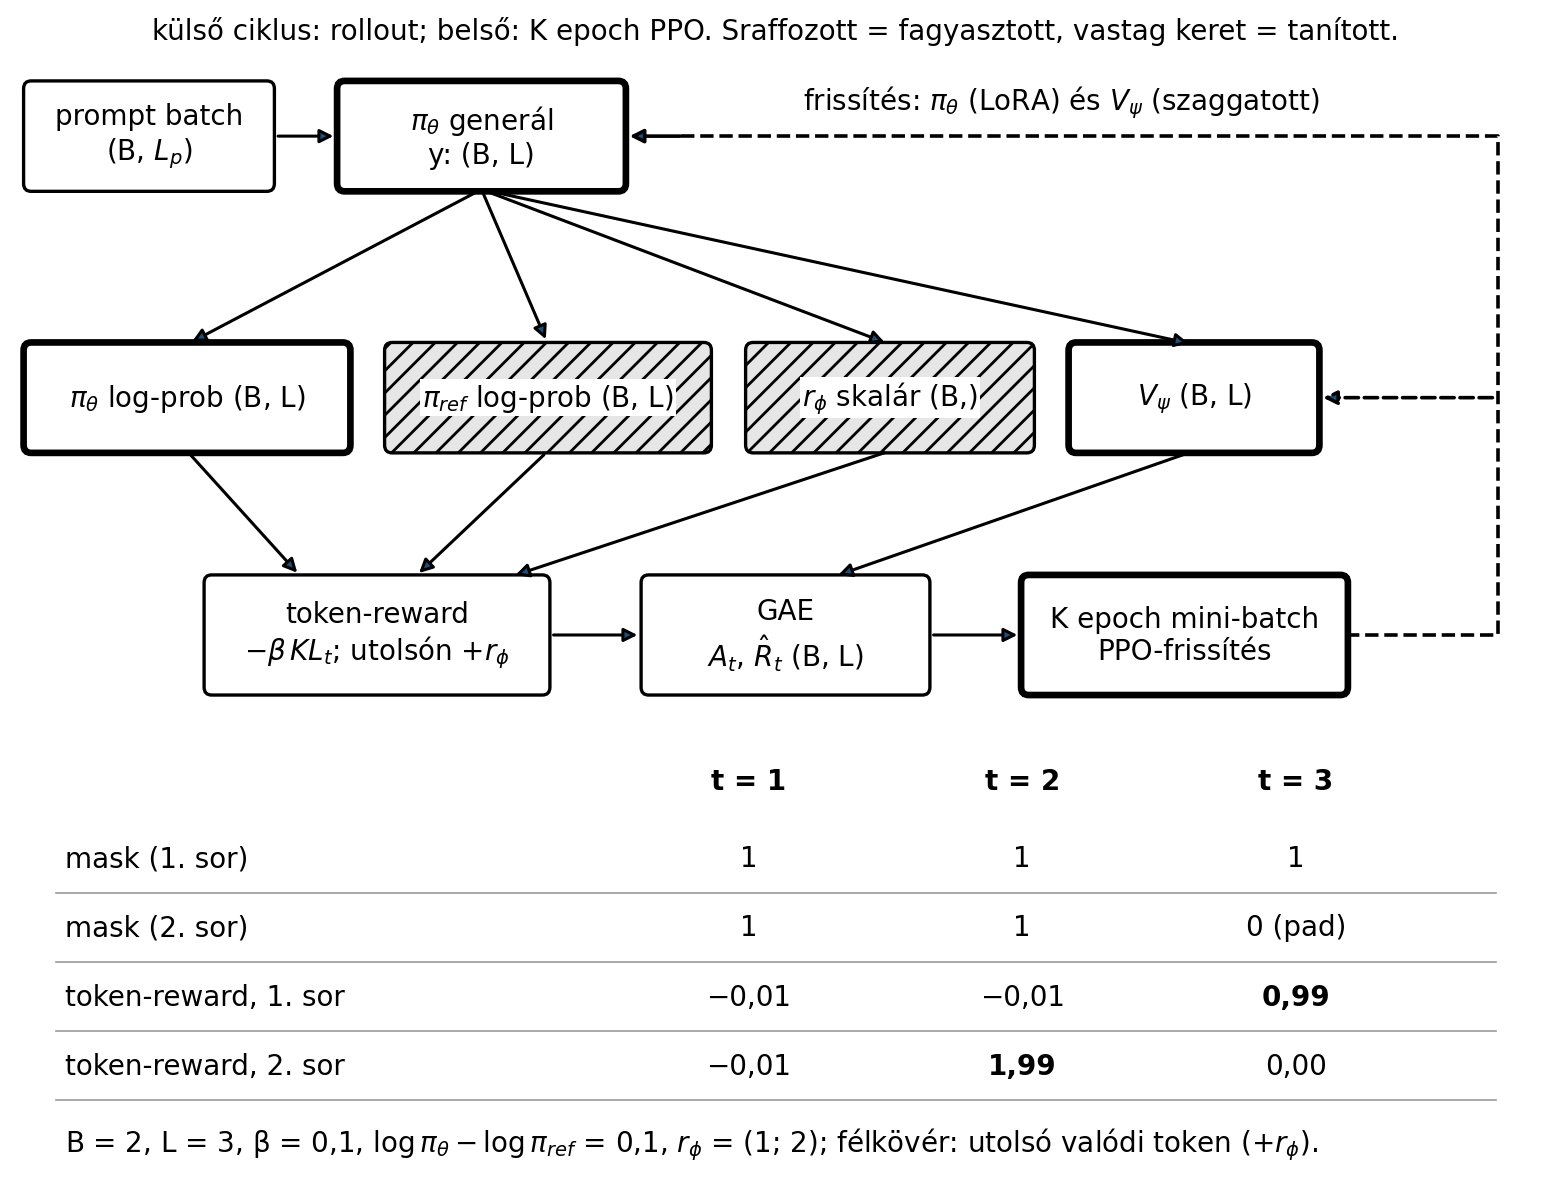 külső ciklus: rollout; belső: K epoch PPO. Sraffozott = fagyasztott, vastag keret = tanított.
prompt batch
(B, L_p)
π_θ generál
y: (B, L)
frissítés: π_θ (LoRA) és V_ψ (szaggatott)
π_θ log-prob (B, L)
π_ref log-prob (B, L)
r_ϕ skalár (B,)
V_ψ (B, L)
token-reward
−β KL_t; utolsón +r_ϕ
GAE
A_t, R̂_t (B, L)
K epoch mini-batch
PPO-frissítés
t = 1 t = 2 t = 3
mask (1. sor) 1 1 1
mask (2. sor) 1 1 0 (pad)
token-reward, 1. sor −0,01 −0,01 0,99
token-reward, 2. sor −0,01 1,99 0,00
B = 2, L = 3, β = 0,1, log π_θ − log π_ref = 0,1, r_ϕ = (1; 2); félkövér: utolsó valódi token (+r_ϕ).